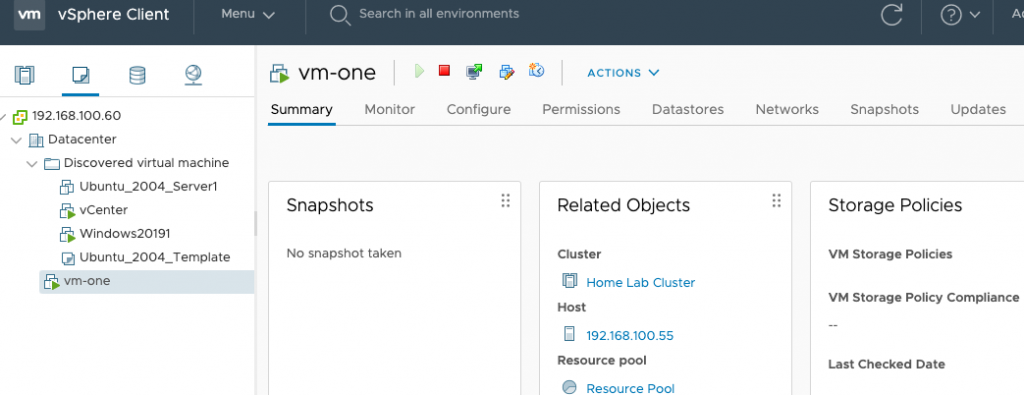 vm vSphere Client Menu Search in all environments
192.168.100.60
Datacenter
Discovered virtual machine
Ubuntu_2004_Server1
vCenter
Windows20191
Ubuntu_2004_Template
vm-one
vm-one ACTIONS
Summary Monitor Configure Permissions Datastores Networks Snapshots Updates
Snapshots
No snapshot taken
Related Objects
Cluster
Home Lab Cluster
Host
192.168.100.55
Resource pool
Resource Pool
Storage Policies
VM Storage Policies
VM Storage Policy Compliance
--
Last Checked Date